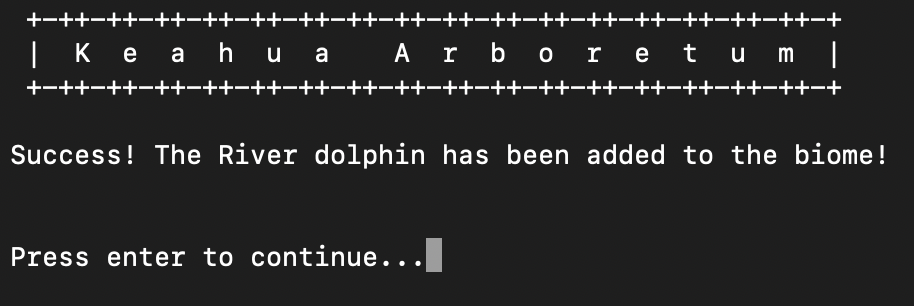 +-++-++-++-++-++-++-++-++-++-++-++-++-++-++-++-++-+
|  K  e  a  h  u  a    A  r  b  o  r  e  t  u  m  |
+-++-++-++-++-++-++-++-++-++-++-++-++-++-++-++-++-+
Success! The River dolphin has been added to the biome!
Press enter to continue...